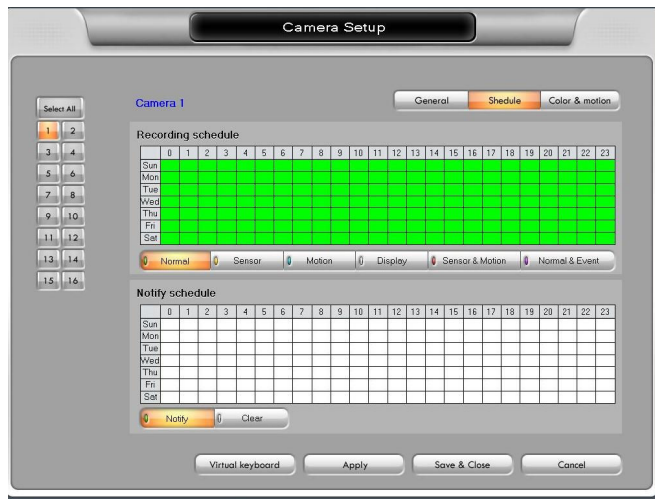 Camera Setup
Select All
Camera 1
General Shedule Color & motion
1 2
3 4
5 6
7 8
9 10
11 12
13 14
15 16
Recording schedule
0 1 2 3 4 5 6 7 8 9 10 11 12 13 14 15 16 17 18 19 20 21 22 23
Sun
Mon
Tue
Wed
Thu
Fri
Sat
Normal Sensor Motion Display Sensor & Motion Normal & Event
Notify schedule
0 1 2 3 4 5 6 7 8 9 10 11 12 13 14 15 16 17 18 19 20 21 22 23
Sun
Mon
Tue
Wed
Thu
Fri
Sat
Notify Clear
Virtual keyboard Apply Save & Close Cancel